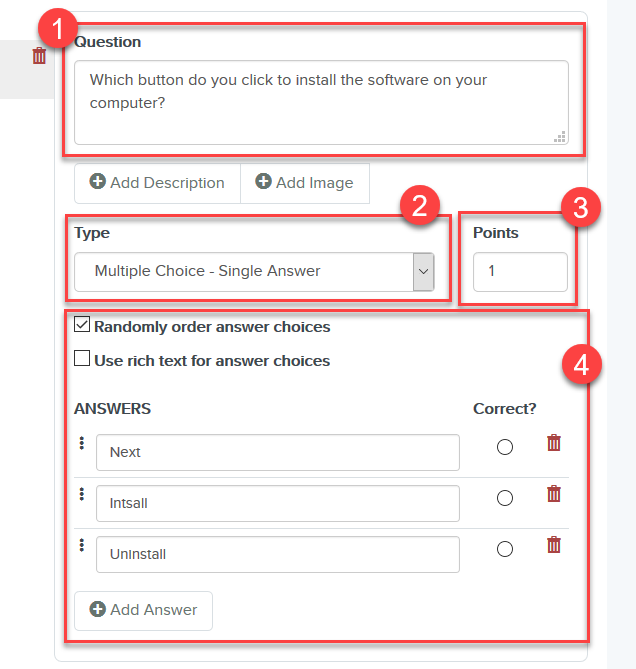 1
Question
Which button do you click to install the software on your
computer?
Add Description Add Image
2
3
Type Points
Multiple Choice - Single Answer 1
Randomly order answer choices
Use rich text for answer choices
4
ANSWERS Correct?
Next
Intsall
Uninstall
Add Answer